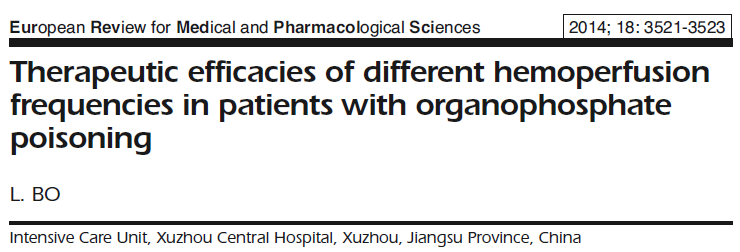 European Review for Medical and Pharmacological Sciences
2014; 18: 3521-3523
Therapeutic efficacies of different hemoperfusion
frequencies in patients with organophosphate
poisoning
L. BO
Intensive Care Unit, Xuzhou Central Hospital, Xuzhou, Jiangsu Province, China